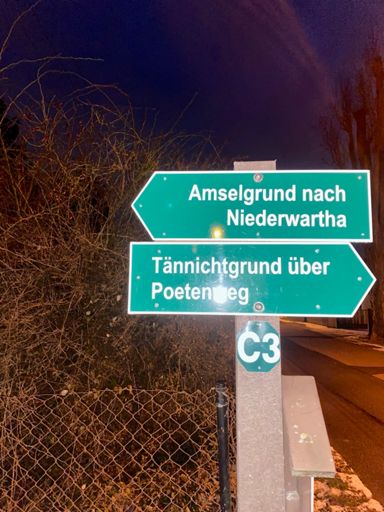 Amselgrund nach
Niederwartha
Tännichtgrund über
Poetenweg
C3